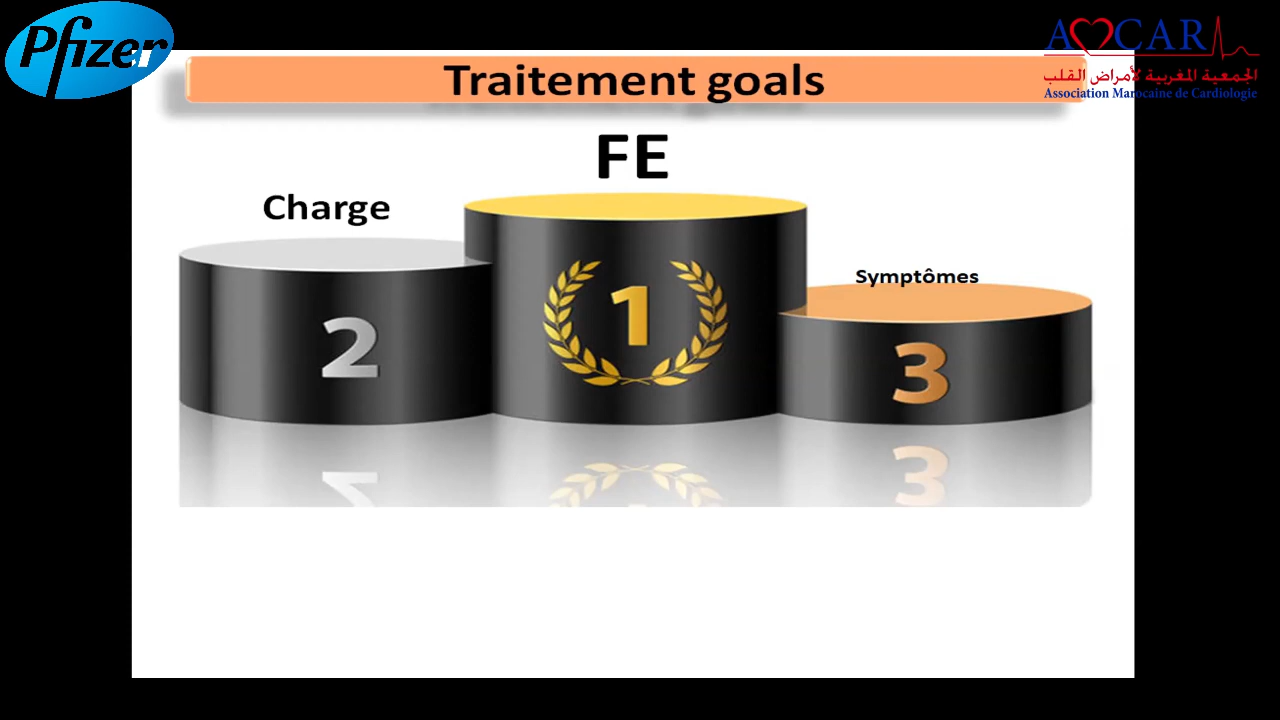 Pfizer
AMCAR
الجمعية المغربية لأمراض القلب
Association Marocaine de Cardiologie
Traitement goals
FE
Charge
Symptômes
2
1
3